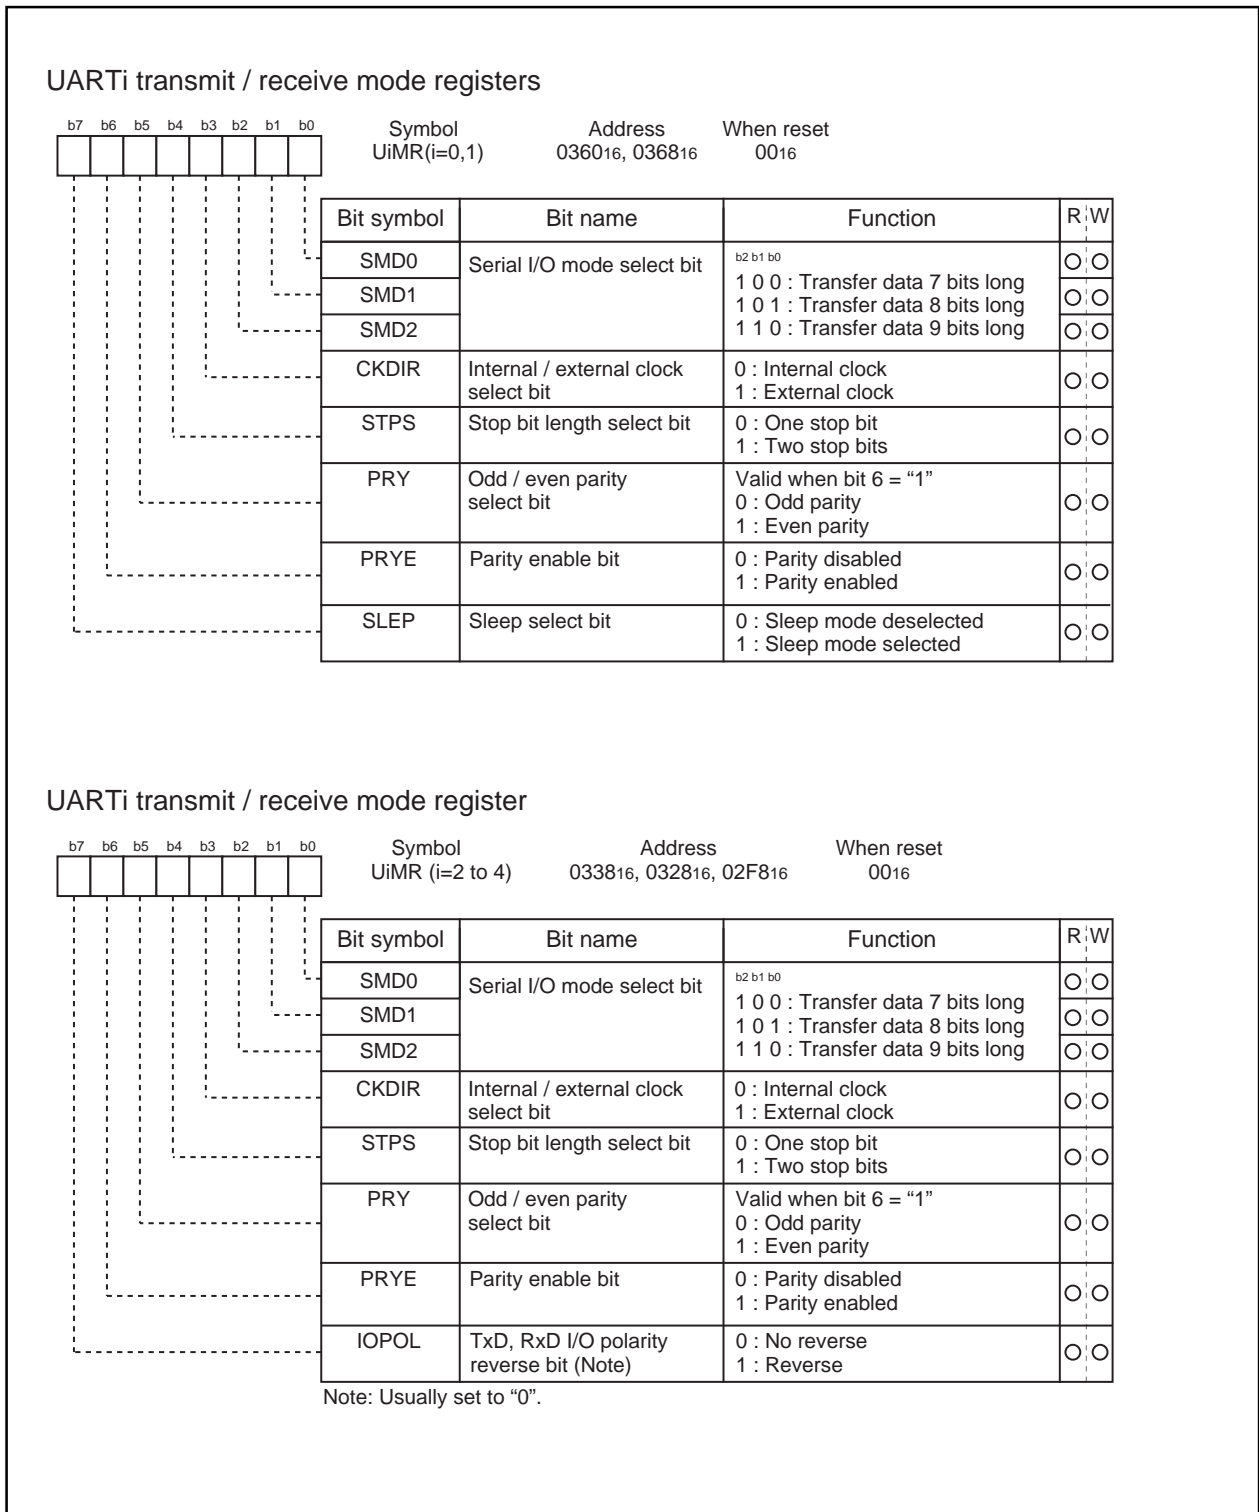 UARTi transmit / receive mode registers
b7 b6 b5 b4 b3 b2 b1 b0
Symbol Address When reset
UiMR(i=0,1) 036016, 036816 0016
Bit symbol Bit name Function R W
SMD0 Serial I/O mode select bit b2 b1 b0
1 0 0 : Transfer data 7 bits long
SMD1 1 0 1 : Transfer data 8 bits long
SMD2 1 1 0 : Transfer data 9 bits long
CKDIR Internal / external clock 0 : Internal clock
select bit 1 : External clock
STPS Stop bit length select bit 0 : One stop bit
1 : Two stop bits
PRY Odd / even parity Valid when bit 6 = “1”
select bit 0 : Odd parity
1 : Even parity
PRYE Parity enable bit 0 : Parity disabled
1 : Parity enabled
SLEP Sleep select bit 0 : Sleep mode deselected
1 : Sleep mode selected
UARTi transmit / receive mode register
b7 b6 b5 b4 b3 b2 b1 b0
Symbol Address When reset
UiMR (i=2 to 4) 033816, 032816, 02F816 0016
Bit symbol Bit name Function R W
SMD0 Serial I/O mode select bit b2 b1 b0
1 0 0 : Transfer data 7 bits long
SMD1 1 0 1 : Transfer data 8 bits long
SMD2 1 1 0 : Transfer data 9 bits long
CKDIR Internal / external clock 0 : Internal clock
select bit 1 : External clock
STPS Stop bit length select bit 0 : One stop bit
1 : Two stop bits
PRY Odd / even parity Valid when bit 6 = “1”
select bit 0 : Odd parity
1 : Even parity
PRYE Parity enable bit 0 : Parity disabled
1 : Parity enabled
IOPOL TxD, RxD I/O polarity 0 : No reverse
reverse bit (Note) 1 : Reverse
Note: Usually set to “0”.